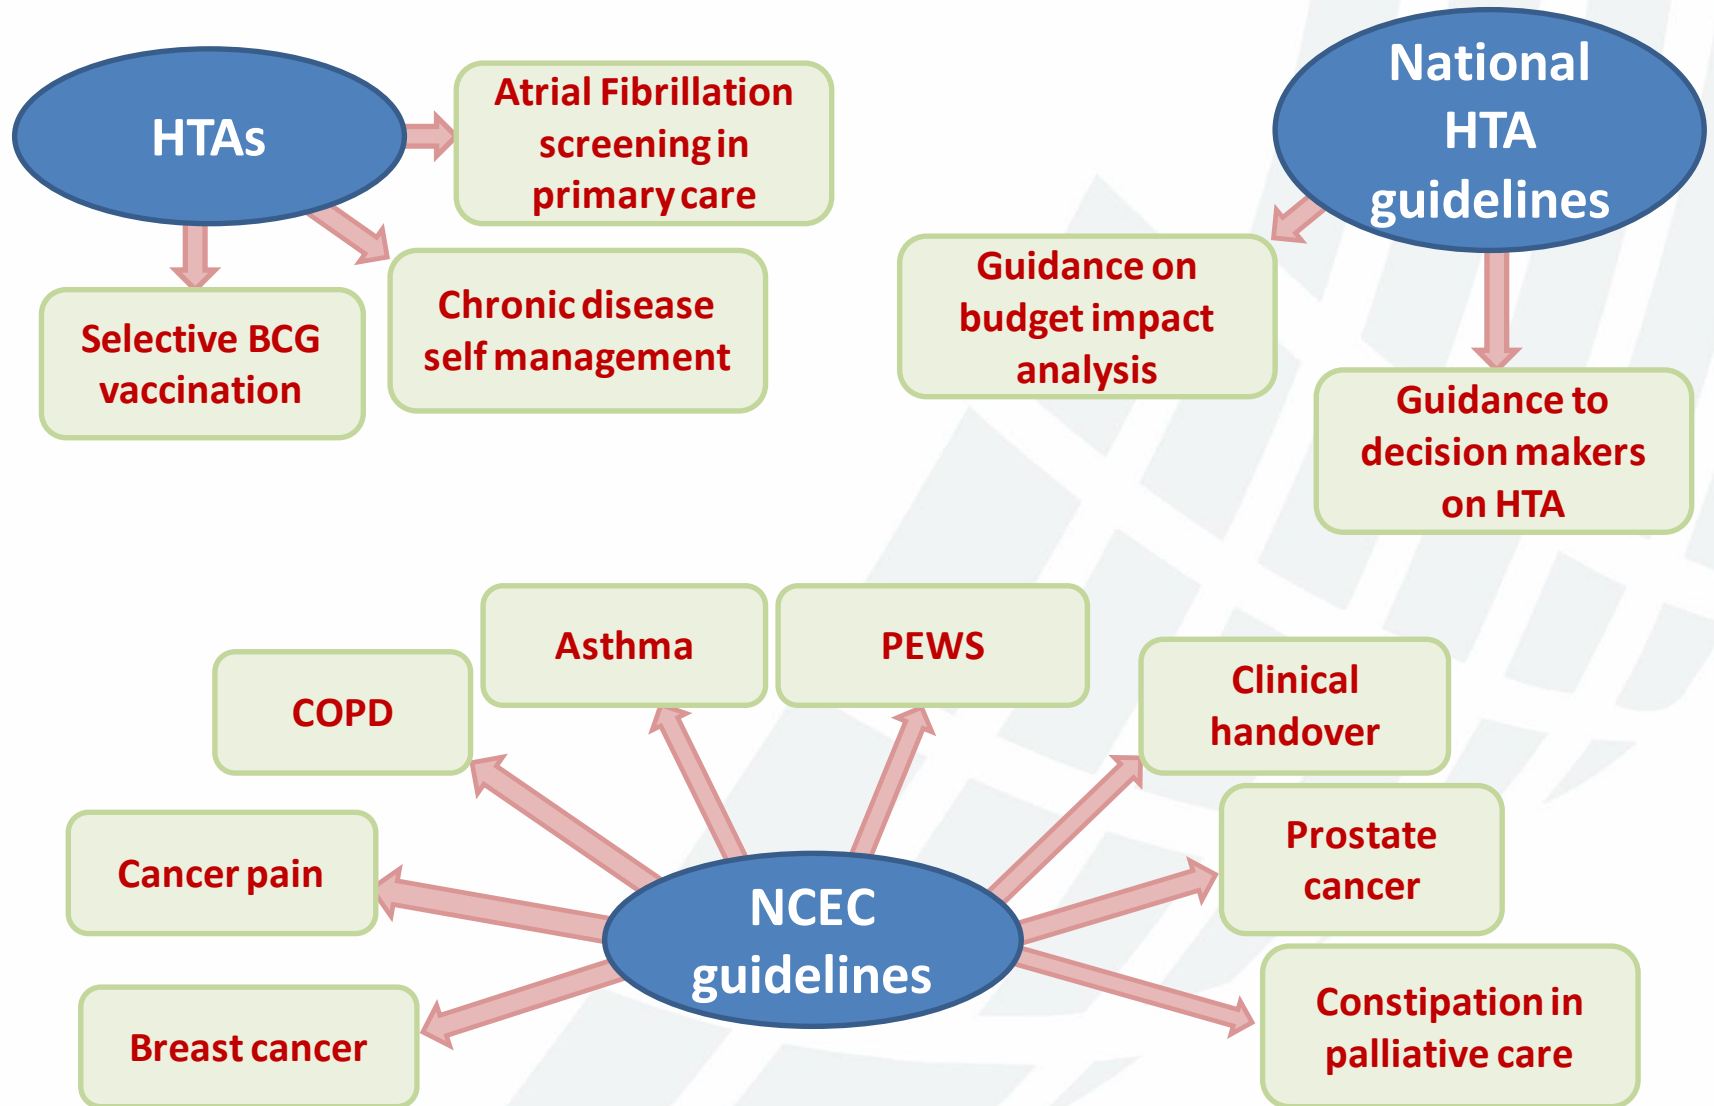 HTAs
Atrial Fibrillation
screening in
primary care
Chronic disease
self management
Selective BCG
vaccination
National
HTA
guidelines
Guidance on
budget impact
analysis
Guidance to
decision makers
on HTA
NCEC
guidelines
Breast cancer
Cancer pain
COPD
Asthma
PEWS
Clinical
handover
Prostate
cancer
Constipation in
palliative care